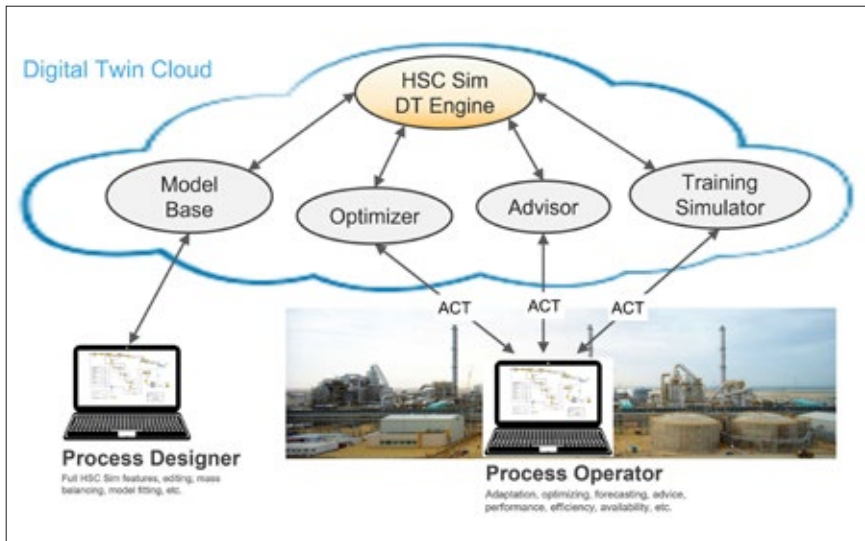 Digital Twin Cloud
HSC Sim
DT Engine
Model
Base
Optimizer
Advisor
Training
Simulator
ACT
ACT
ACT
Process Designer
Full HSC Sim features, editing, mass
balancing, model fitting, etc.
Process Operator
Adaptation, optimizing, forecasting, advice,
performance, efficiency, availability, etc.